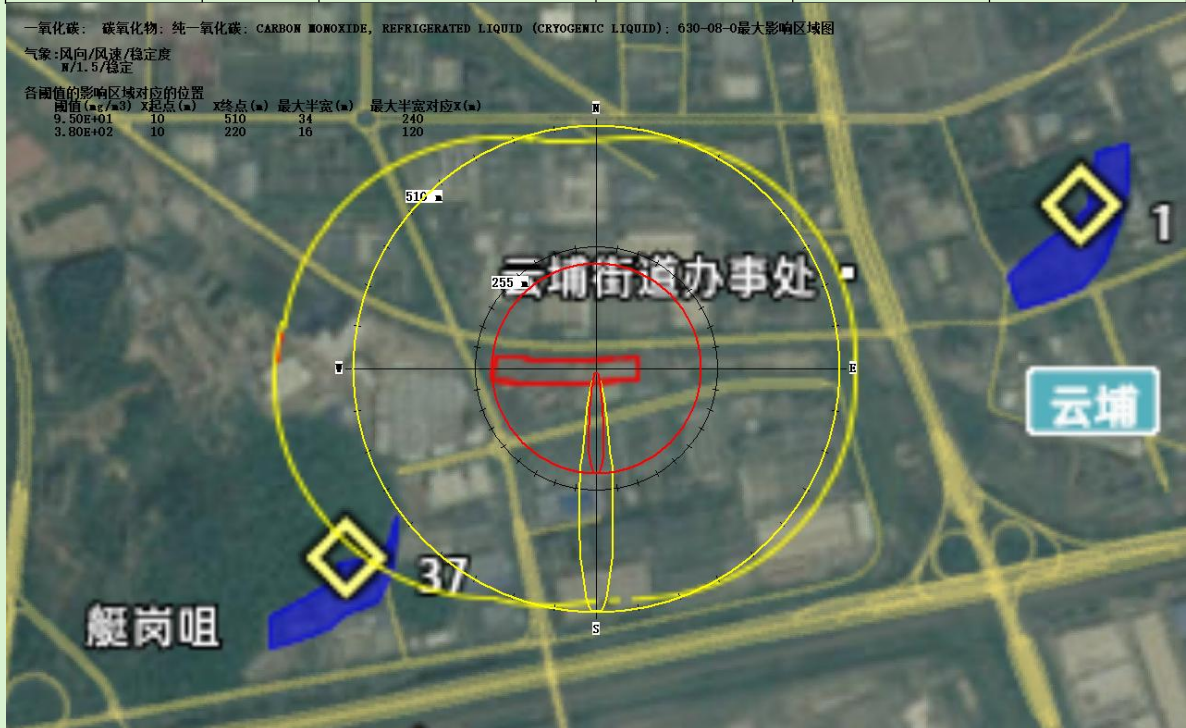 一氧化碳: 碳氧化物: 纯一氧化碳: CARBON MONOXIDE, REFRIGERATED LIQUID (CRYOGENIC LIQUID): 630-08-0最大影响区域图
气象:风向/风速/稳定度
N/1.5/稳定
各阈值的影响区域对应的位置
阈值(mg/m3) X起点(m) X终点(m) 最大半宽(m) 最大半宽对应X(m)
9.50E+01 10 510 34 240
3.80E+02 10 220 16 120
N
510 m
1
云埔街道办事处
255 m
W
E
云埔
37
艇岗咀
S